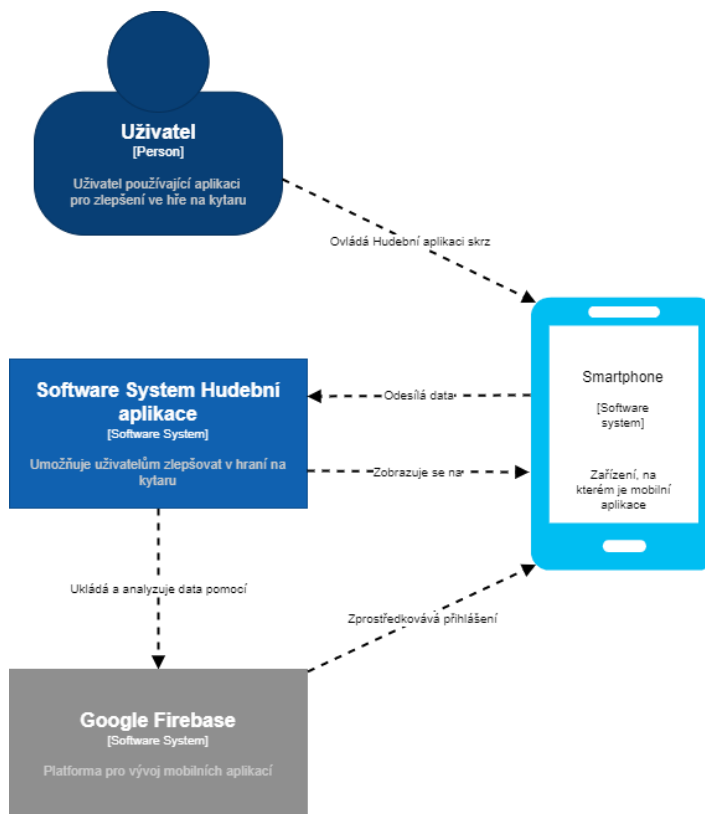 Uživatel
[Person]
Uživatel používající aplikaci
pro zlepšení ve hře na kytaru
Ovládá Hudební aplikaci skrz
Smartphone
[Software
system]
Zařízení, na
kterém je mobilní
aplikace
Software System Hudební
aplikace
[Software System]
Umožňuje uživatelům zlepšovat v hraní na
kytaru
Odesílá data
Zobrazuje se na
Ukládá a analyzuje data pomocí
Zprostředkovává přihlášení
Google Firebase
[Software System]
Platforma pro vývoj mobilních aplikací